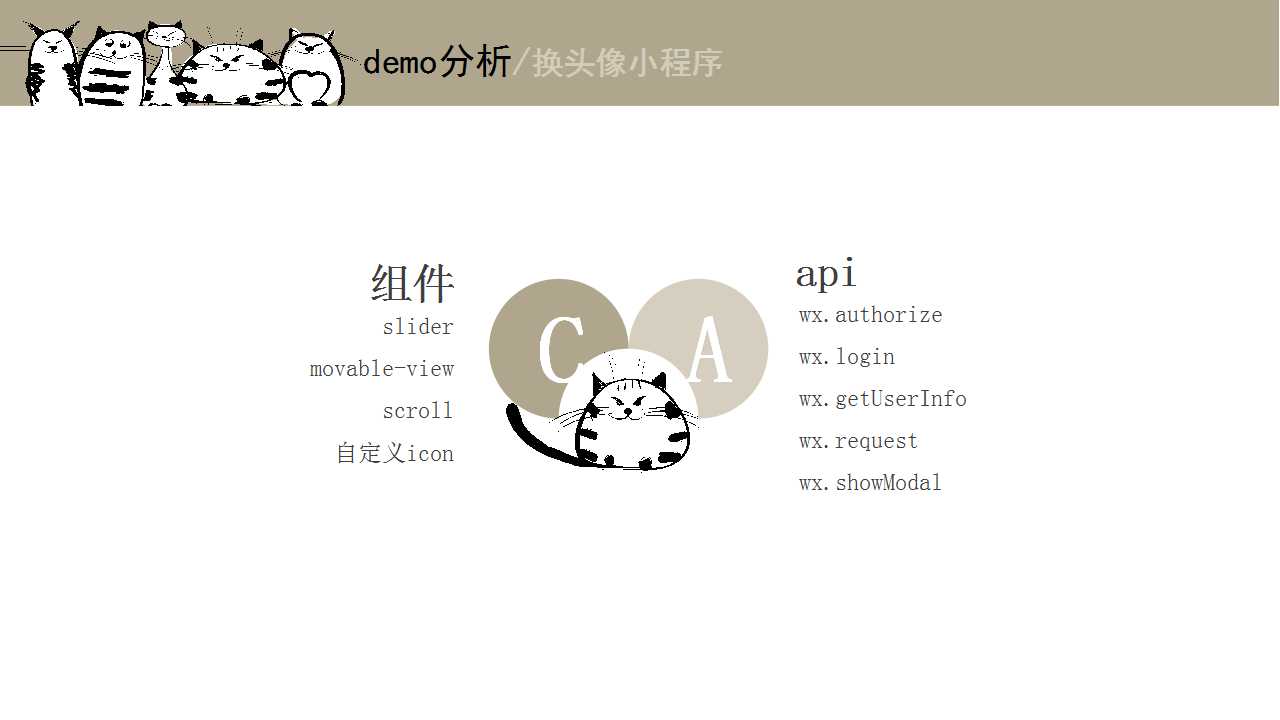 demo分析/换头像小程序
组件
slider
movable-view
scroll
自定义icon
C
A
api
wx.authorize
wx.login
wx.getUserInfo
wx.request
wx.showModal